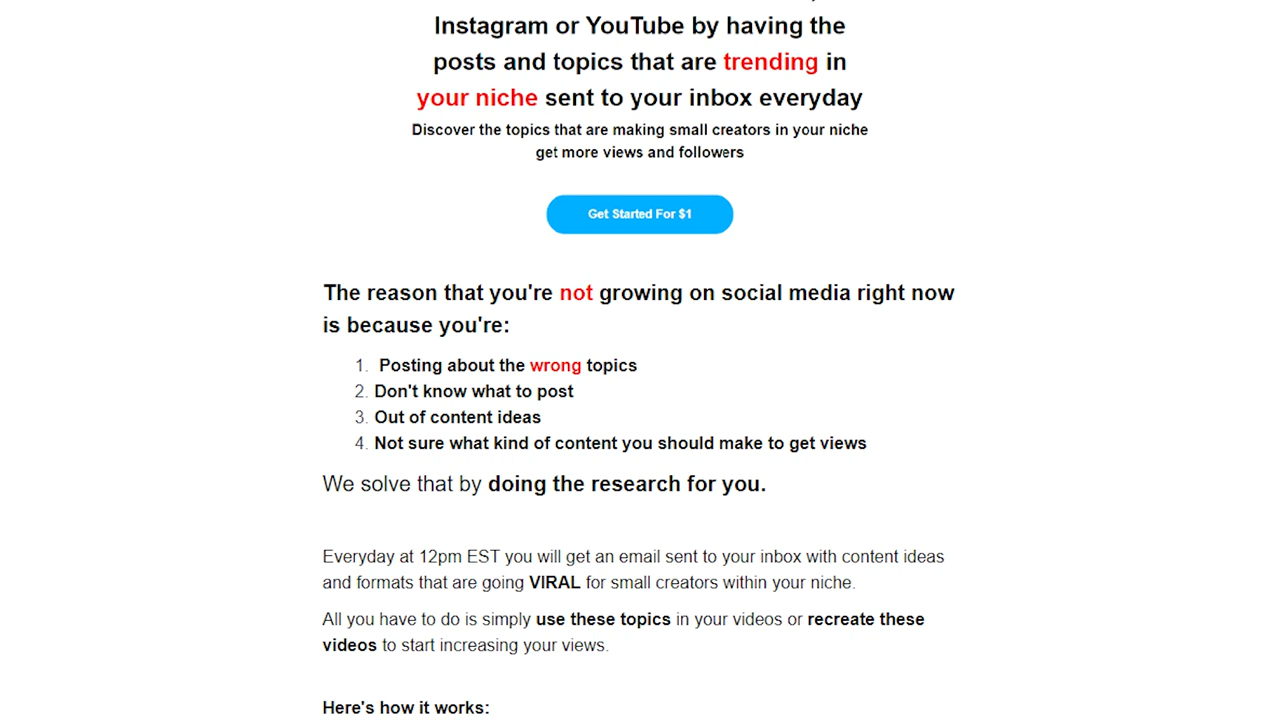 Instagram or YouTube by having the
posts and topics that are trending in
your niche sent to your inbox everyday
Discover the topics that are making small creators in your niche
get more views and followers
Get Started For $1
The reason that you're not growing on social media right now
is because you're:
1. Posting about the wrong topics
2. Don't know what to post
3. Out of content ideas
4. Not sure what kind of content you should make to get views
We solve that by doing the research for you.
Everyday at 12pm EST you will get an email sent to your inbox with content ideas
and formats that are going VIRAL for small creators within your niche.
All you have to do is simply use these topics in your videos or recreate these
videos to start increasing your views.
Here's how it works: